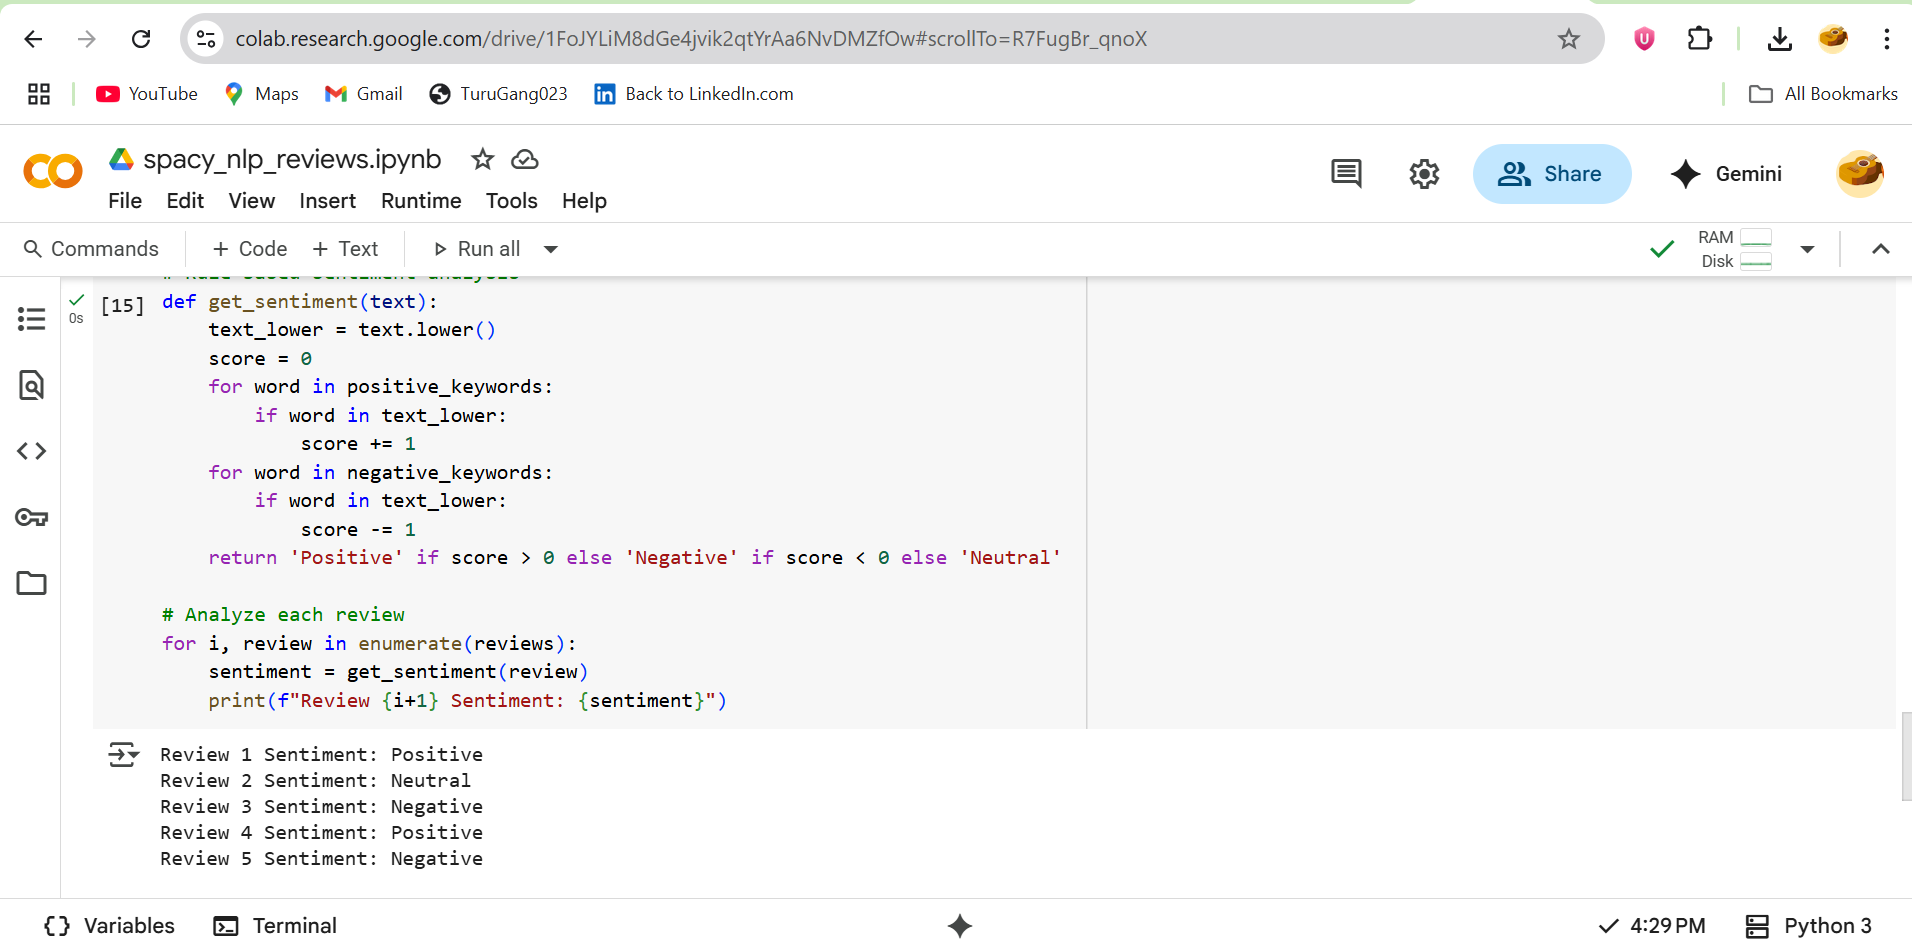 colab.research.google.com/drive/1FoJYLiM8dGe4jvik2qtYrAa6NvDMZfOw#scrollTo=R7FugBr_qnoX
YouTube Maps Gmail TuruGang023 Back to LinkedIn.com All Bookmarks
spacy_nlp_reviews.ipynb
File Edit View Insert Runtime Tools Help
Share Gemini
Commands + Code + Text Run all
RAM
Disk
# Rule-based sentiment analysis
[15] def get_sentiment(text):
0s
text_lower = text.lower()
score = 0
for word in positive_keywords:
if word in text_lower:
score += 1
for word in negative_keywords:
if word in text_lower:
score -= 1
return 'Positive' if score > 0 else 'Negative' if score < 0 else 'Neutral'
# Analyze each review
for i, review in enumerate(reviews):
sentiment = get_sentiment(review)
print(f"Review {i+1} Sentiment: {sentiment}")
Review 1 Sentiment: Positive
Review 2 Sentiment: Neutral
Review 3 Sentiment: Negative
Review 4 Sentiment: Positive
Review 5 Sentiment: Negative
Variables Terminal 4:29 PM Python 3